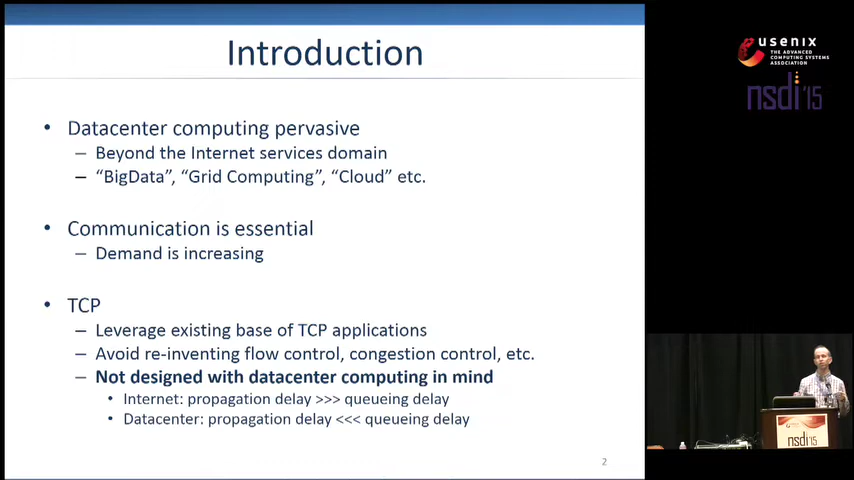 Introduction
• Datacenter computing pervasive
– Beyond the Internet services domain
– “BigData”, “Grid Computing”, “Cloud” etc.
• Communication is essential
– Demand is increasing
• TCP
– Leverage existing base of TCP applications
– Avoid re-inventing flow control, congestion control, etc.
– Not designed with datacenter computing in mind
• Internet: propagation delay >>> queueing delay
• Datacenter: propagation delay <<< queueing delay
2
usenix
THE ADVANCED
COMPUTING SYSTEMS
ASSOCIATION
nsdi '15
nsdi'15